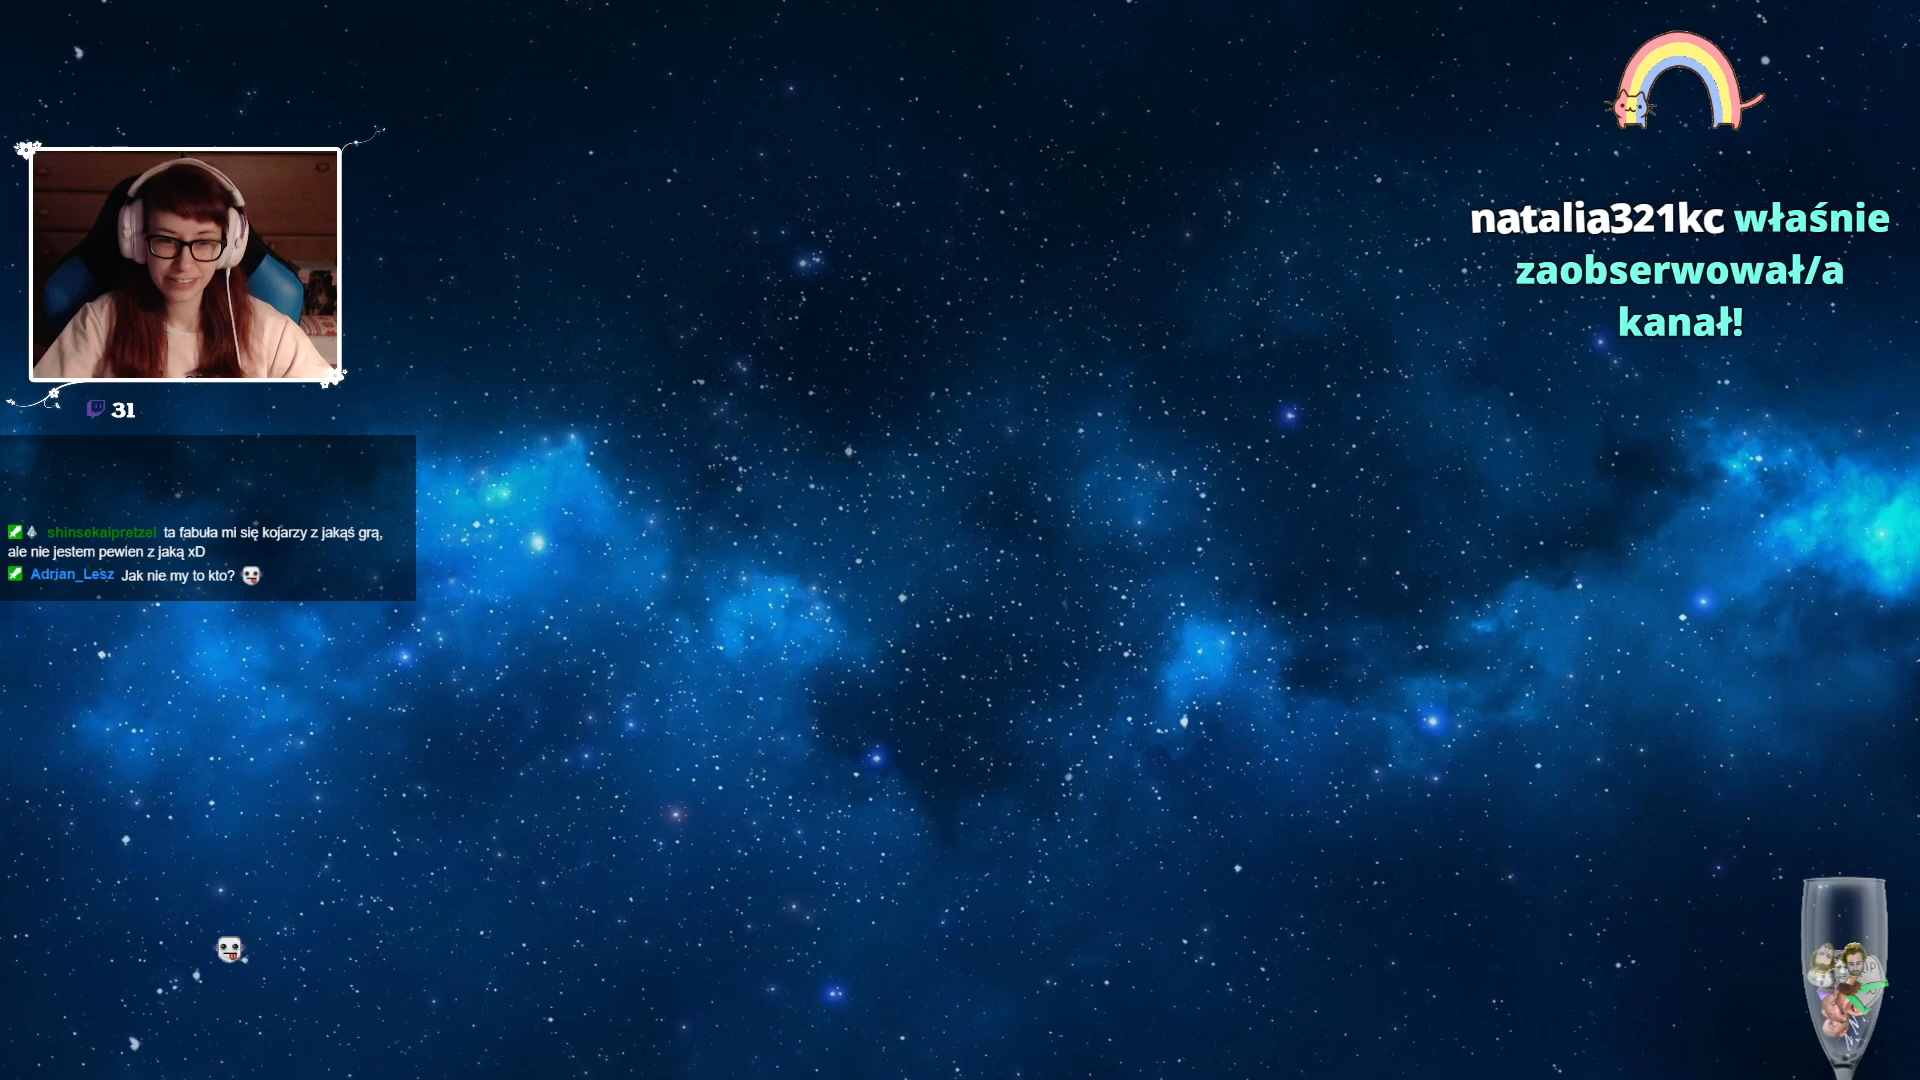 natalia321kc właśnie
zaobserwował/a
kanał!
31
shinsekaipretzel ta fabuła mi się kojarzy z jakąś grą,
ale nie jestem pewien z jaką xD
Adrjan_Lesz Jak nie my to kto?